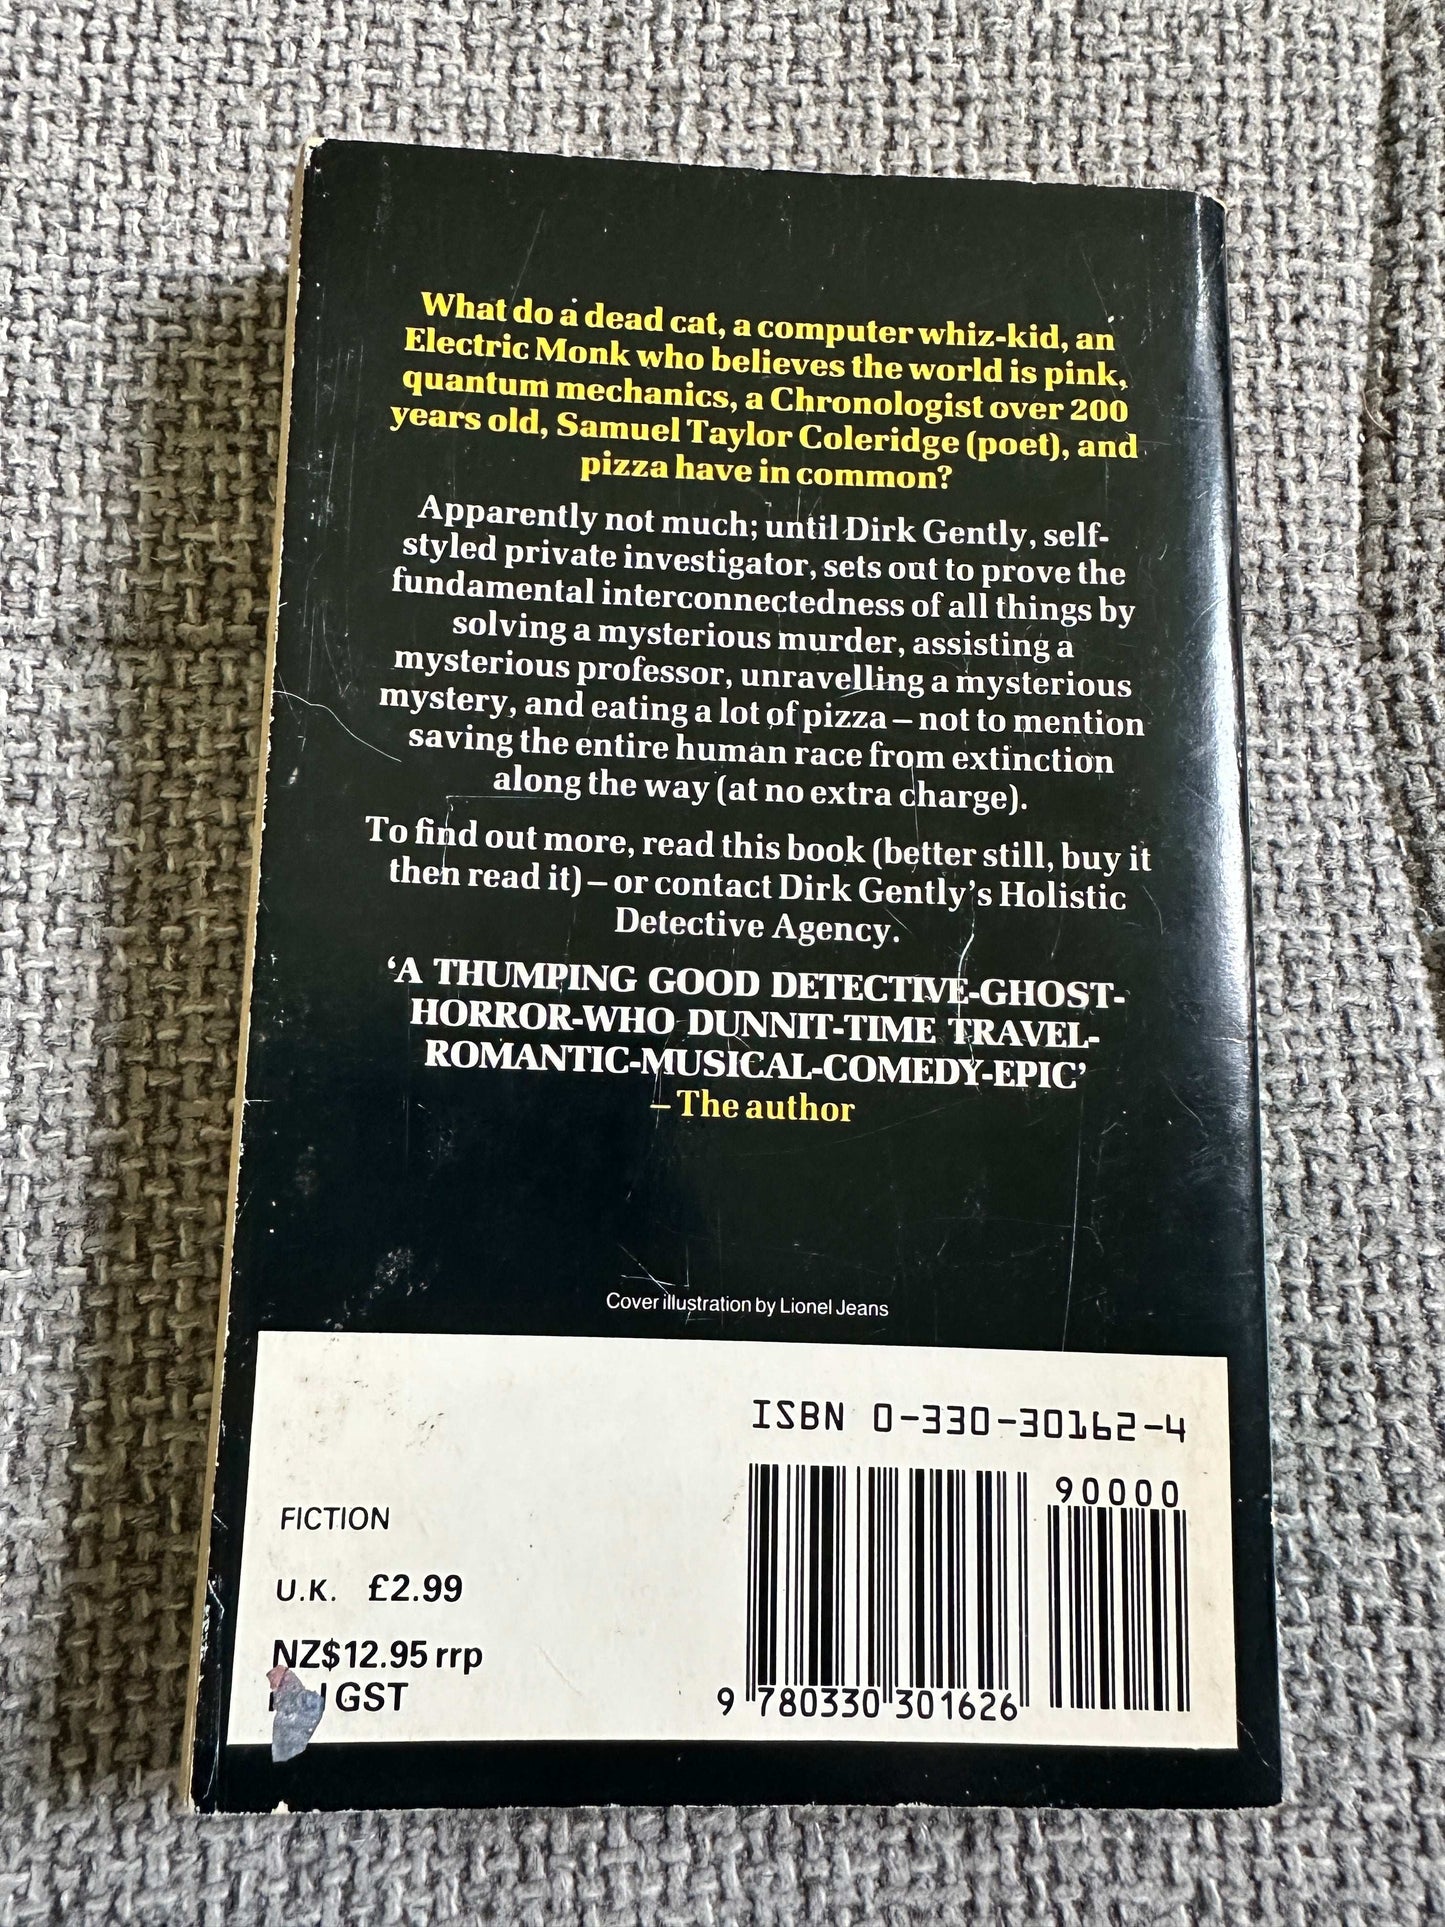 What do a dead cat, a computer whiz-kid, an
Electric Monk who believes the world is pink,
quantum mechanics, a Chronologist over 200
years old, Samuel Taylor Coleridge (poet), and
pizza have in common?
Apparently not much; until Dirk Gently, self-
styled private investigator, sets out to prove the
fundamental interconnectedness of all things by
solving a mysterious murder, assisting a
mysterious professor, unravelling a mysterious
mystery, and eating a lot of pizza – not to mention
saving the entire human race from extinction
along the way (at no extra charge).
To find out more, read this book (better still, buy it
then read it) – or contact Dirk Gently's Holistic
Detective Agency.
‘A THUMPING GOOD DETECTIVE-GHOST-
HORROR-WHO DUNNIT-TIME TRAVEL-
ROMANTIC-MUSICAL-COMEDY-EPIC’
– The author
Cover illustration by Lionel Jeans
ISBN 0-330-30162-4
90000
9 780330 301626
FICTION
U.K. £2.99
NZ$12.95 rrp
GST